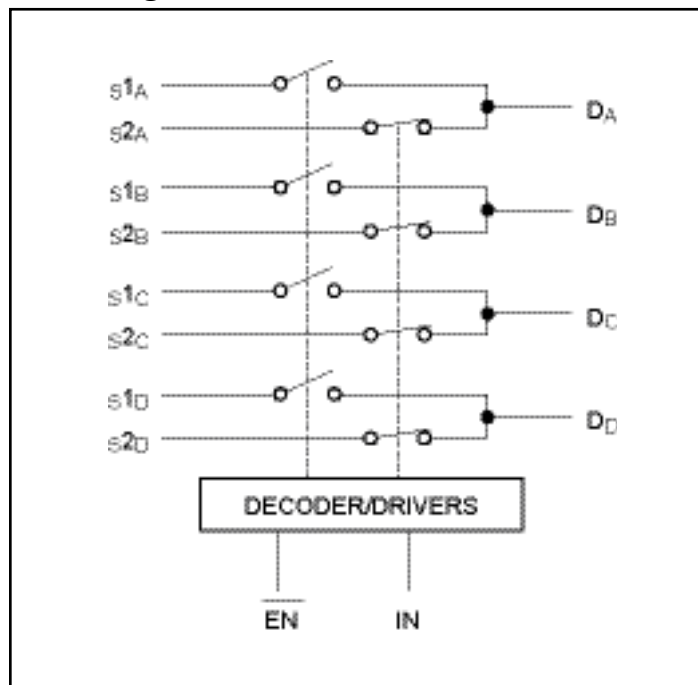 S1A
DA
S2A
S1B
DB
S2B
S1C
DC
S2C
S1D
DD
S2D
DECODER/DRIVERS
EN IN